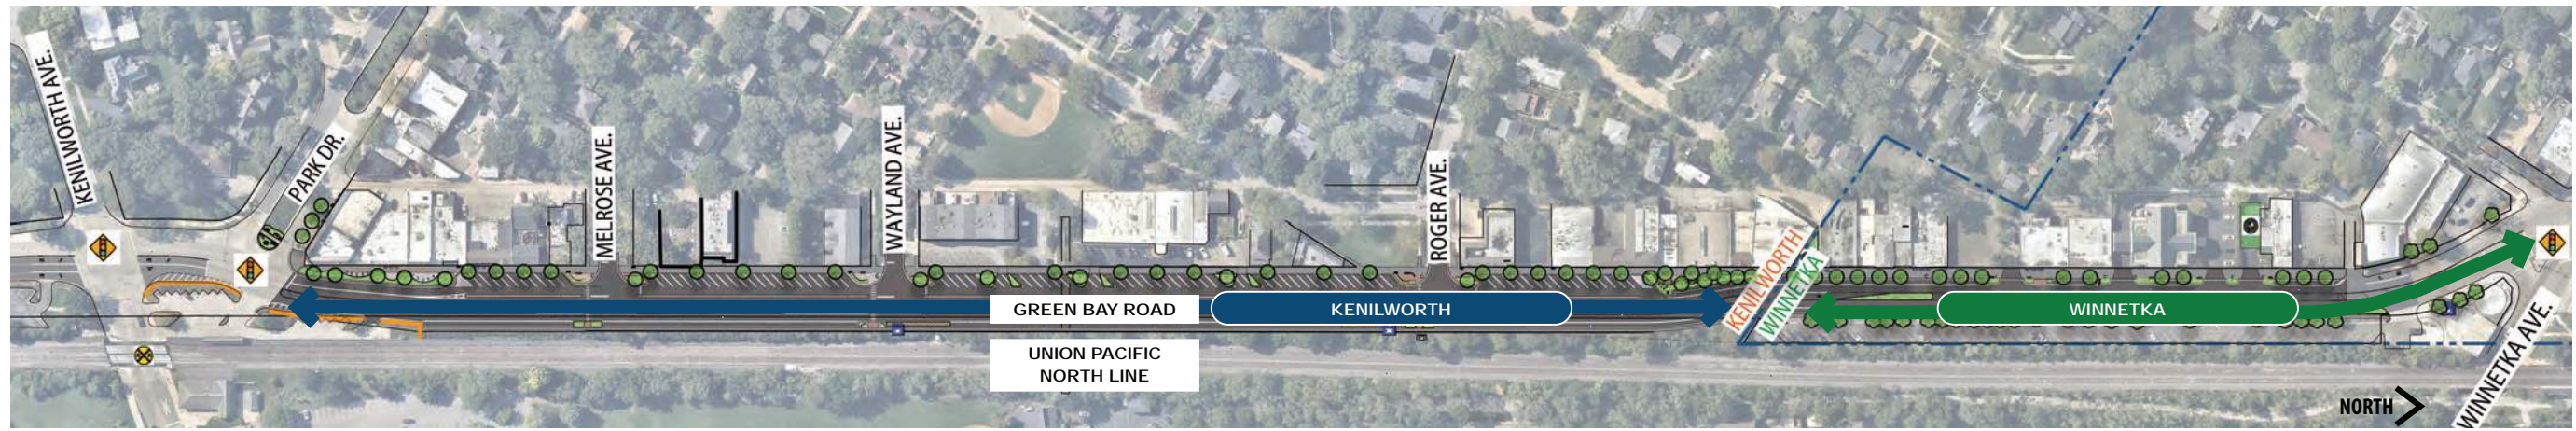 KENILWORTH AVE.
PARK DR.
MELROSE AVE.
WAYLAND AVE.
ROGER AVE.
KENILWORTH
WINNETKA
GREEN BAY ROAD
KENILWORTH
WINNETKA
UNION PACIFIC
NORTH LINE
WINNETKA AVE.
NORTH